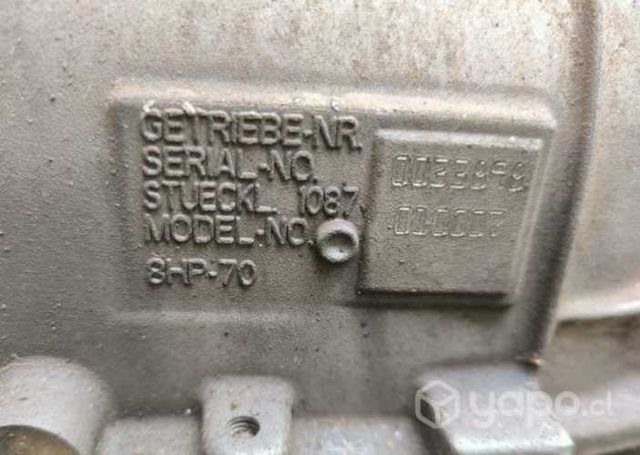 GETRIEBE-NR.
SERIAL-NO.
STUECKL. 1087
MODEL-NO.
8HP-70
yapo.cl